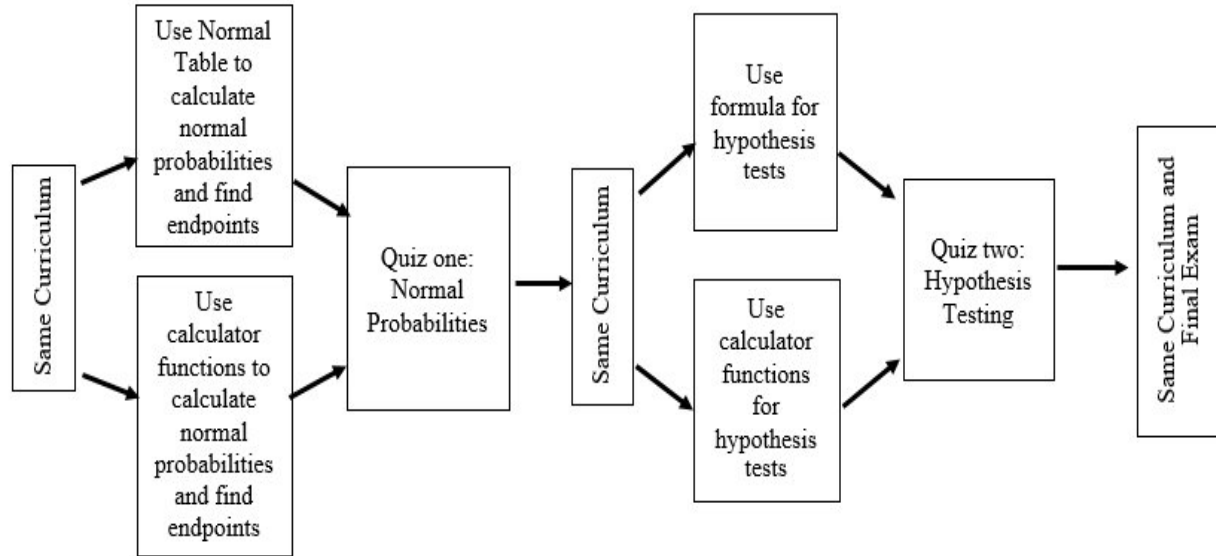 Same Curriculum
Use Normal
Table to
calculate
normal
probabilities
and find
endpoints
Use
calculator
functions to
calculate
normal
probabilities
and find
endpoints
Quiz one:
Normal
Probabilities
Same Curriculum
Use
formula for
hypothesis
tests
Use
calculator
functions
for
hypothesis
tests
Quiz two:
Hypothesis
Testing
Same Curriculum and
Final Exam